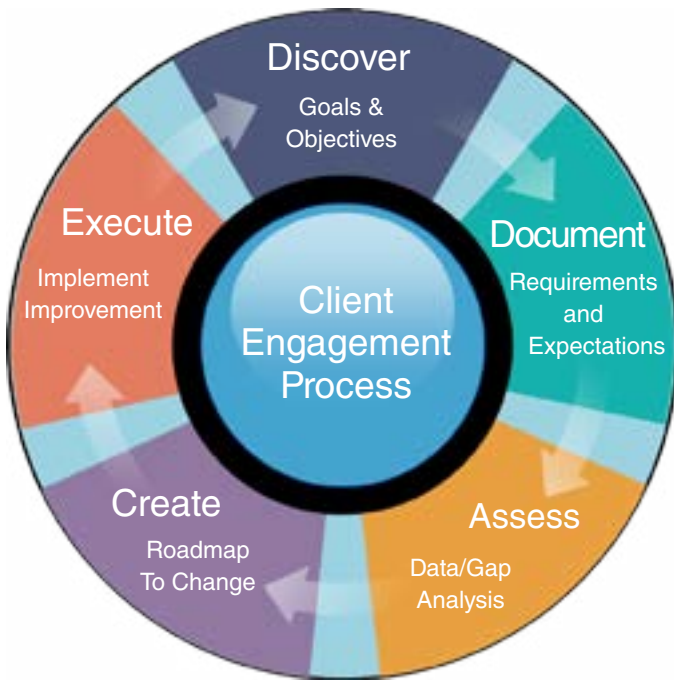 Discover
Goals &
Objectives
Document
Requirements
and
Expectations
Assess
Data/Gap
Analysis
Create
Roadmap
To Change
Execute
Implement
Improvement
Client
Engagement
Process